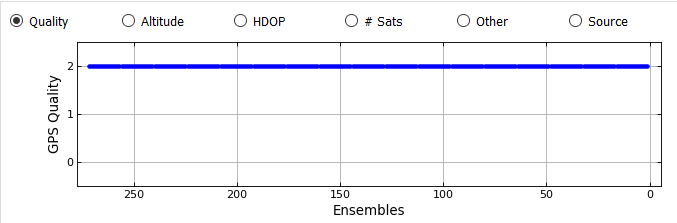 Quality Altitude HDOP # Sats Other Source
2
1
0
GPS Quality
250 200 150 100 50 0
Ensembles